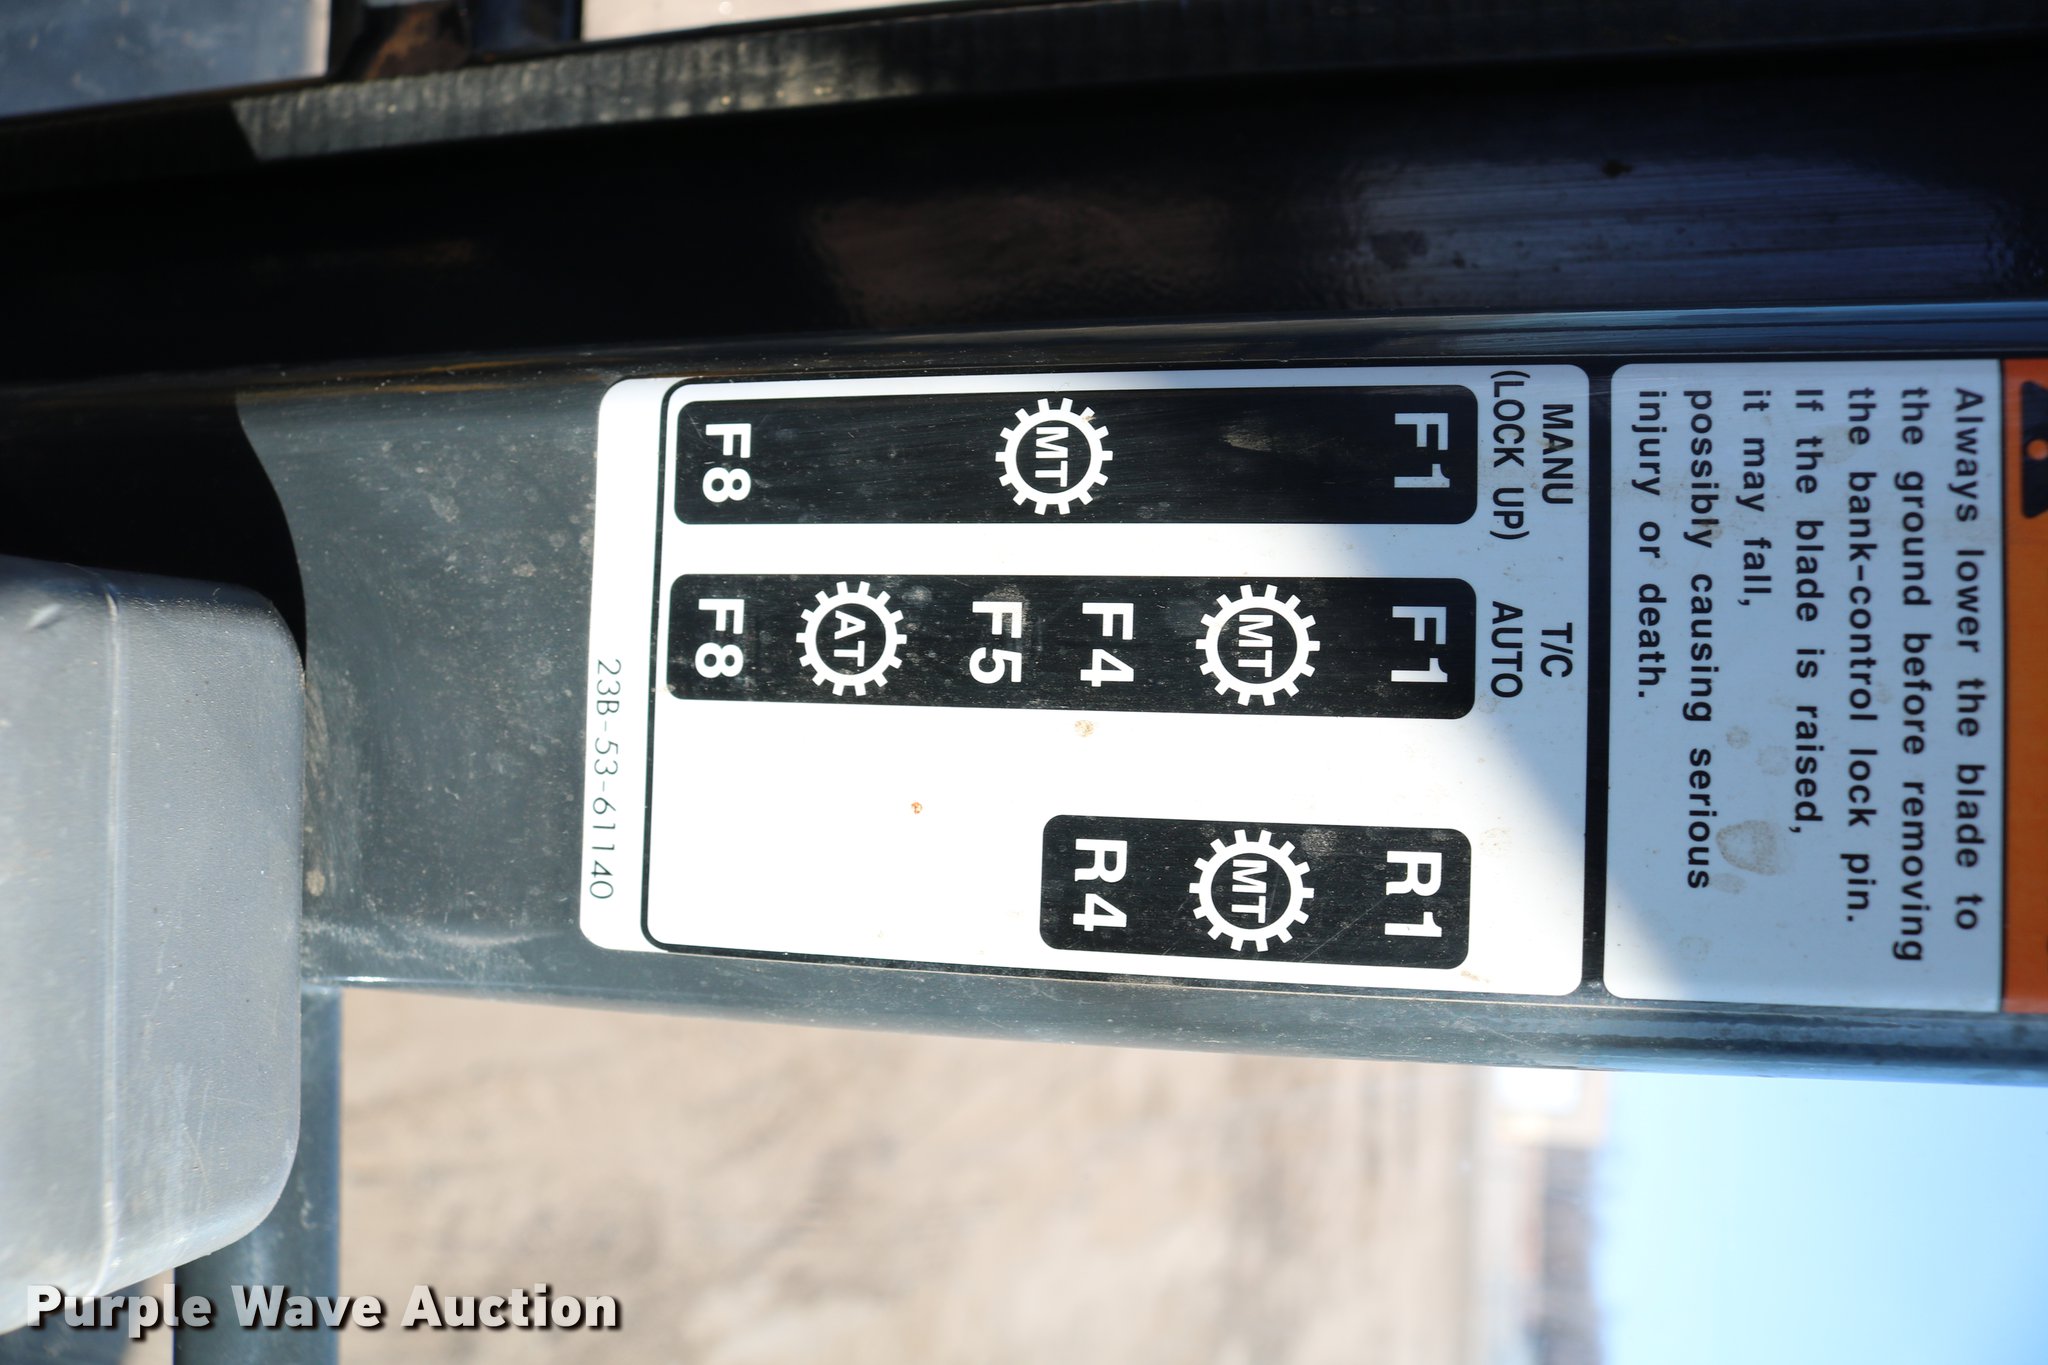 Always lower the blade to
the ground before removing
the bank-control lock pin.
If the blade is raised,
it may fall,
possibly causing serious
injury or death.
MANU
(LOCK UP)
T/C
AUTO
F1
MT
F8
F1
MT
F4
F5
AT
F8
R1
MT
R4
23B-53-61140
Purple Wave Auction